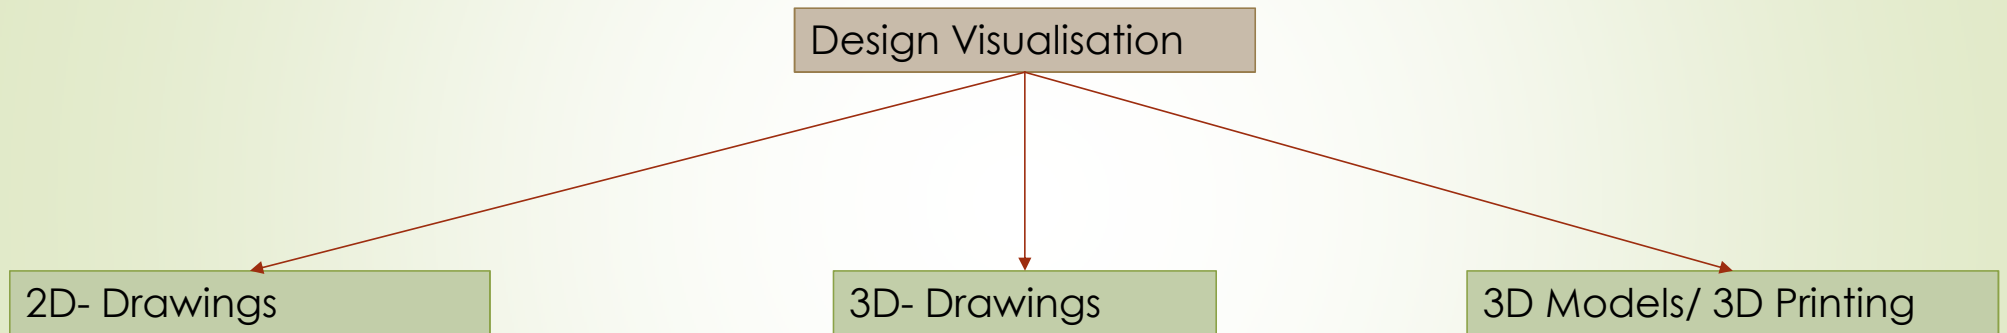 Design Visualisation
2D- Drawings
3D- Drawings
3D Models/ 3D Printing